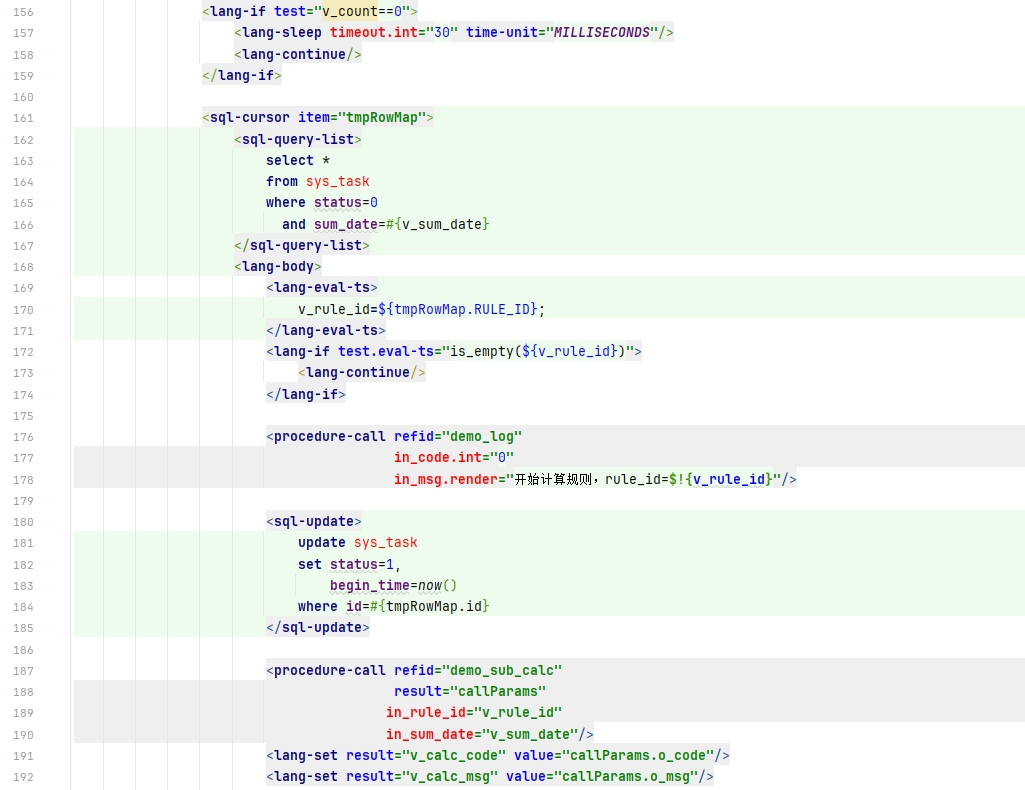 156 <lang-if test="v_count==0">
157 <lang-sleep timeout.int="30" time-unit="MILLISECONDS"/>
158 <lang-continue/>
159 </lang-if>
160
161 <sql-cursor item="tmpRowMap">
162 <sql-query-list>
163 select *
164 from sys_task
165 where status=0
166 and sum_date=#{v_sum_date}
167 </sql-query-list>
168 <lang-body>
169 <lang-eval-ts>
170 v_rule_id=${tmpRowMap.RULE_ID};
171 </lang-eval-ts>
172 <lang-if test.eval-ts="is_empty(${v_rule_id})">
173 <lang-continue/>
174 </lang-if>
175
176 <procedure-call refid="demo_log"
177 in_code.int="0"
178 in_msg.render="开始计算规则，rule_id=$!{v_rule_id}"/>
179
180 <sql-update>
181 update sys_task
182 set status=1,
183 begin_time=now()
184 where id=#{tmpRowMap.id}
185 </sql-update>
186
187 <procedure-call refid="demo_sub_calc"
188 result="callParams"
189 in_rule_id="v_rule_id"
190 in_sum_date="v_sum_date"/>
191 <lang-set result="v_calc_code" value="callParams.o_code"/>
192 <lang-set result="v_calc_msg" value="callParams.o_msg"/>